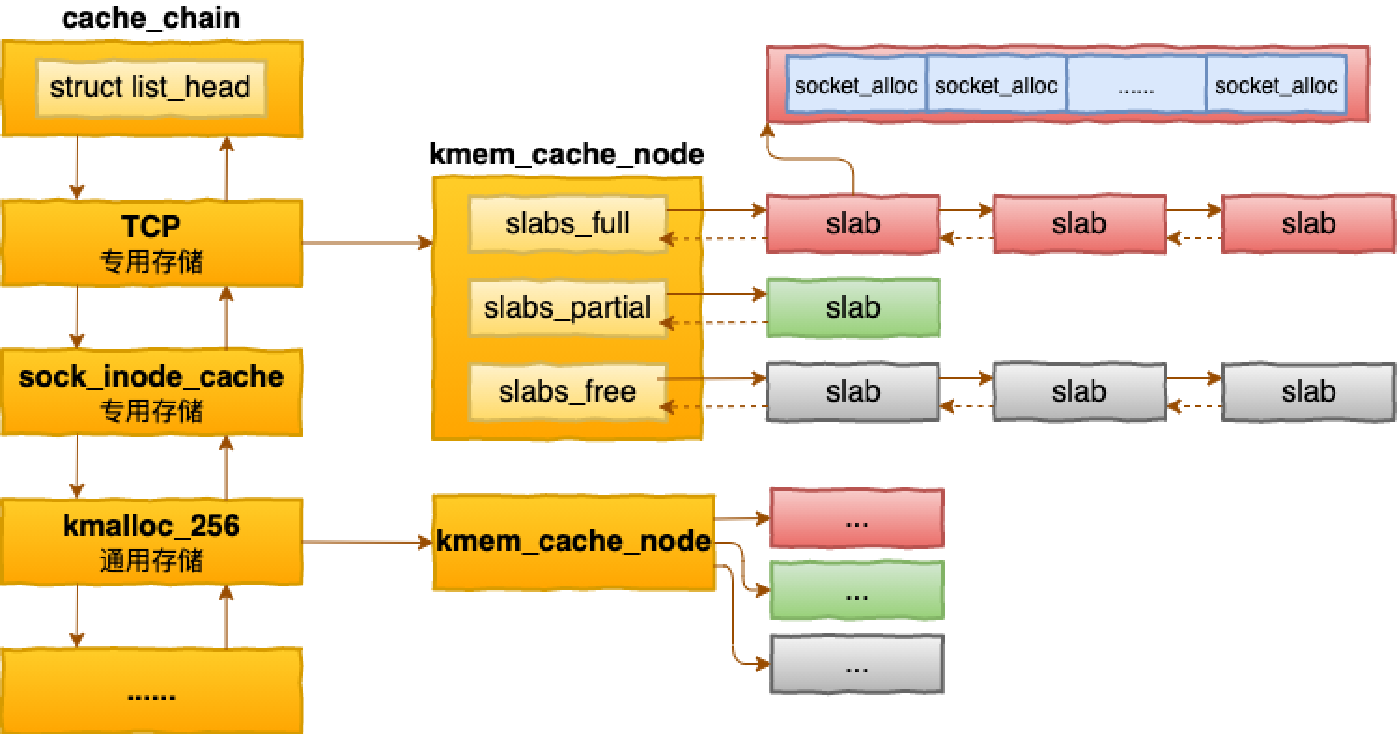 cache_chain
struct list_head
TCP
专用存储
sock_inode_cache
专用存储
kmalloc_256
通用存储
......
kmem_cache_node
slabs_full
slabs_partial
slabs_free
socket_alloc
socket_alloc
......
socket_alloc
slab
slab
slab
slab
slab
slab
slab
kmem_cache_node
...
...
...